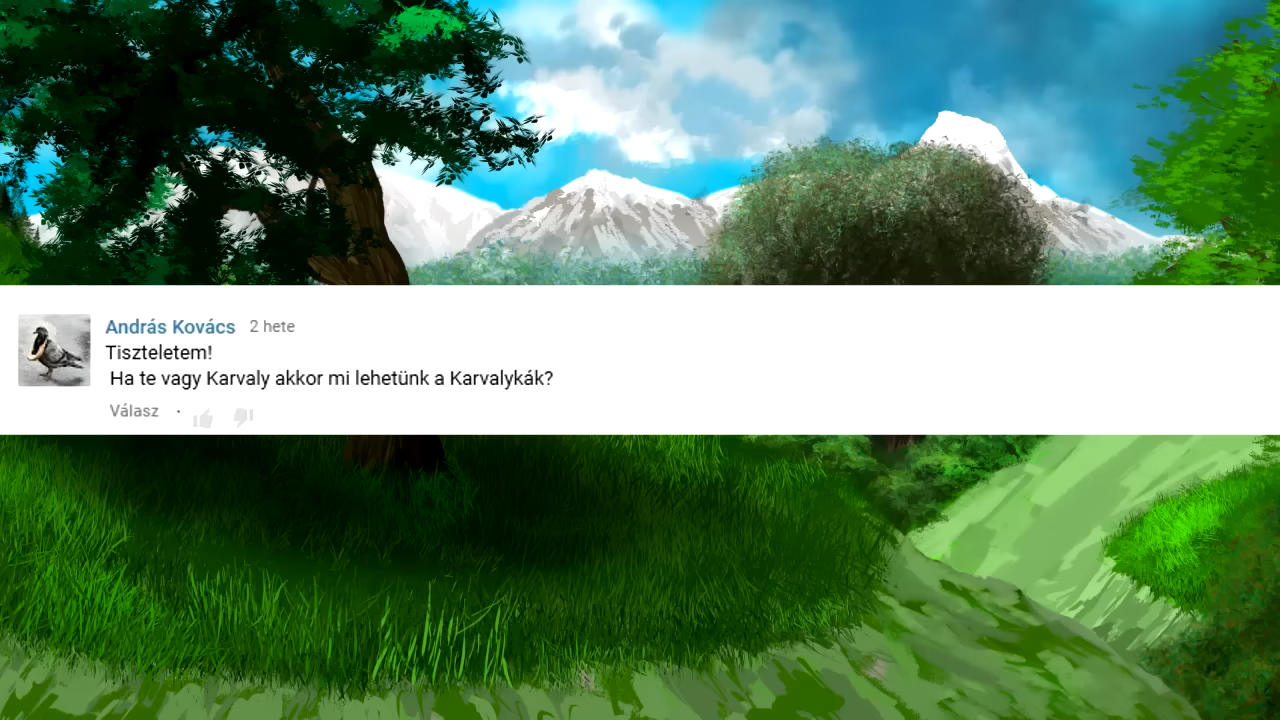 András Kovács 2 hete
Tiszteletem!
Ha te vagy Karvaly akkor mi lehetünk a Karvalykák?
Válasz ·